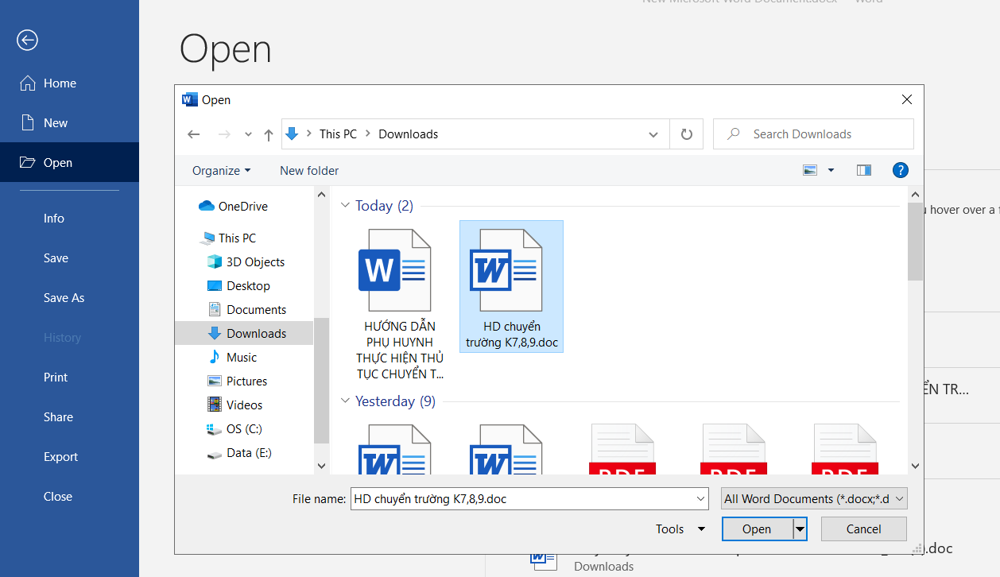 New Microsoft Word Document.docx - Word
Open
Home
New
Open
Info
Save
Save As
History
Print
Share
Export
Close
Open
This PC > Downloads
Search Downloads
Organize
New folder
?
OneDrive
This PC
3D Objects
Desktop
Documents
Downloads
Music
Pictures
Videos
OS (C:)
Data (E:)
Today (2)
HƯỚNG DẪN
PHỤ HUYNH
THỰC HIỆN THỦ
TỤC CHUYỂN T...
HD chuyển
trường K7,8,9.doc
Yesterday (9)
PDF
PDF
PDF
hover over a
ỂN TR...
File name: HD chuyển trường K7,8,9.doc
All Word Documents (*.docx;*.d
Tools
Open
Cancel
.doc
Downloads